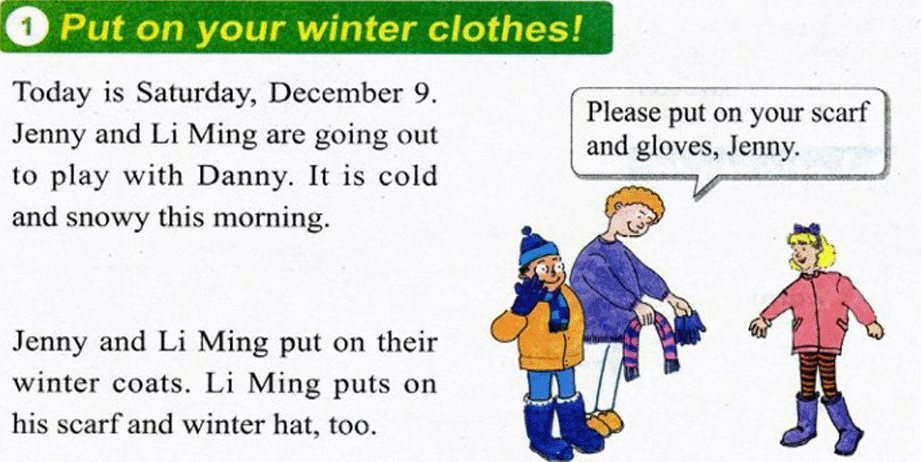 1 Put on your winter clothes!
Today is Saturday, December 9.
Jenny and Li Ming are going out
to play with Danny. It is cold
and snowy this morning.
Please put on your scarf
and gloves, Jenny.
Jenny and Li Ming put on their
winter coats. Li Ming puts on
his scarf and winter hat, too.